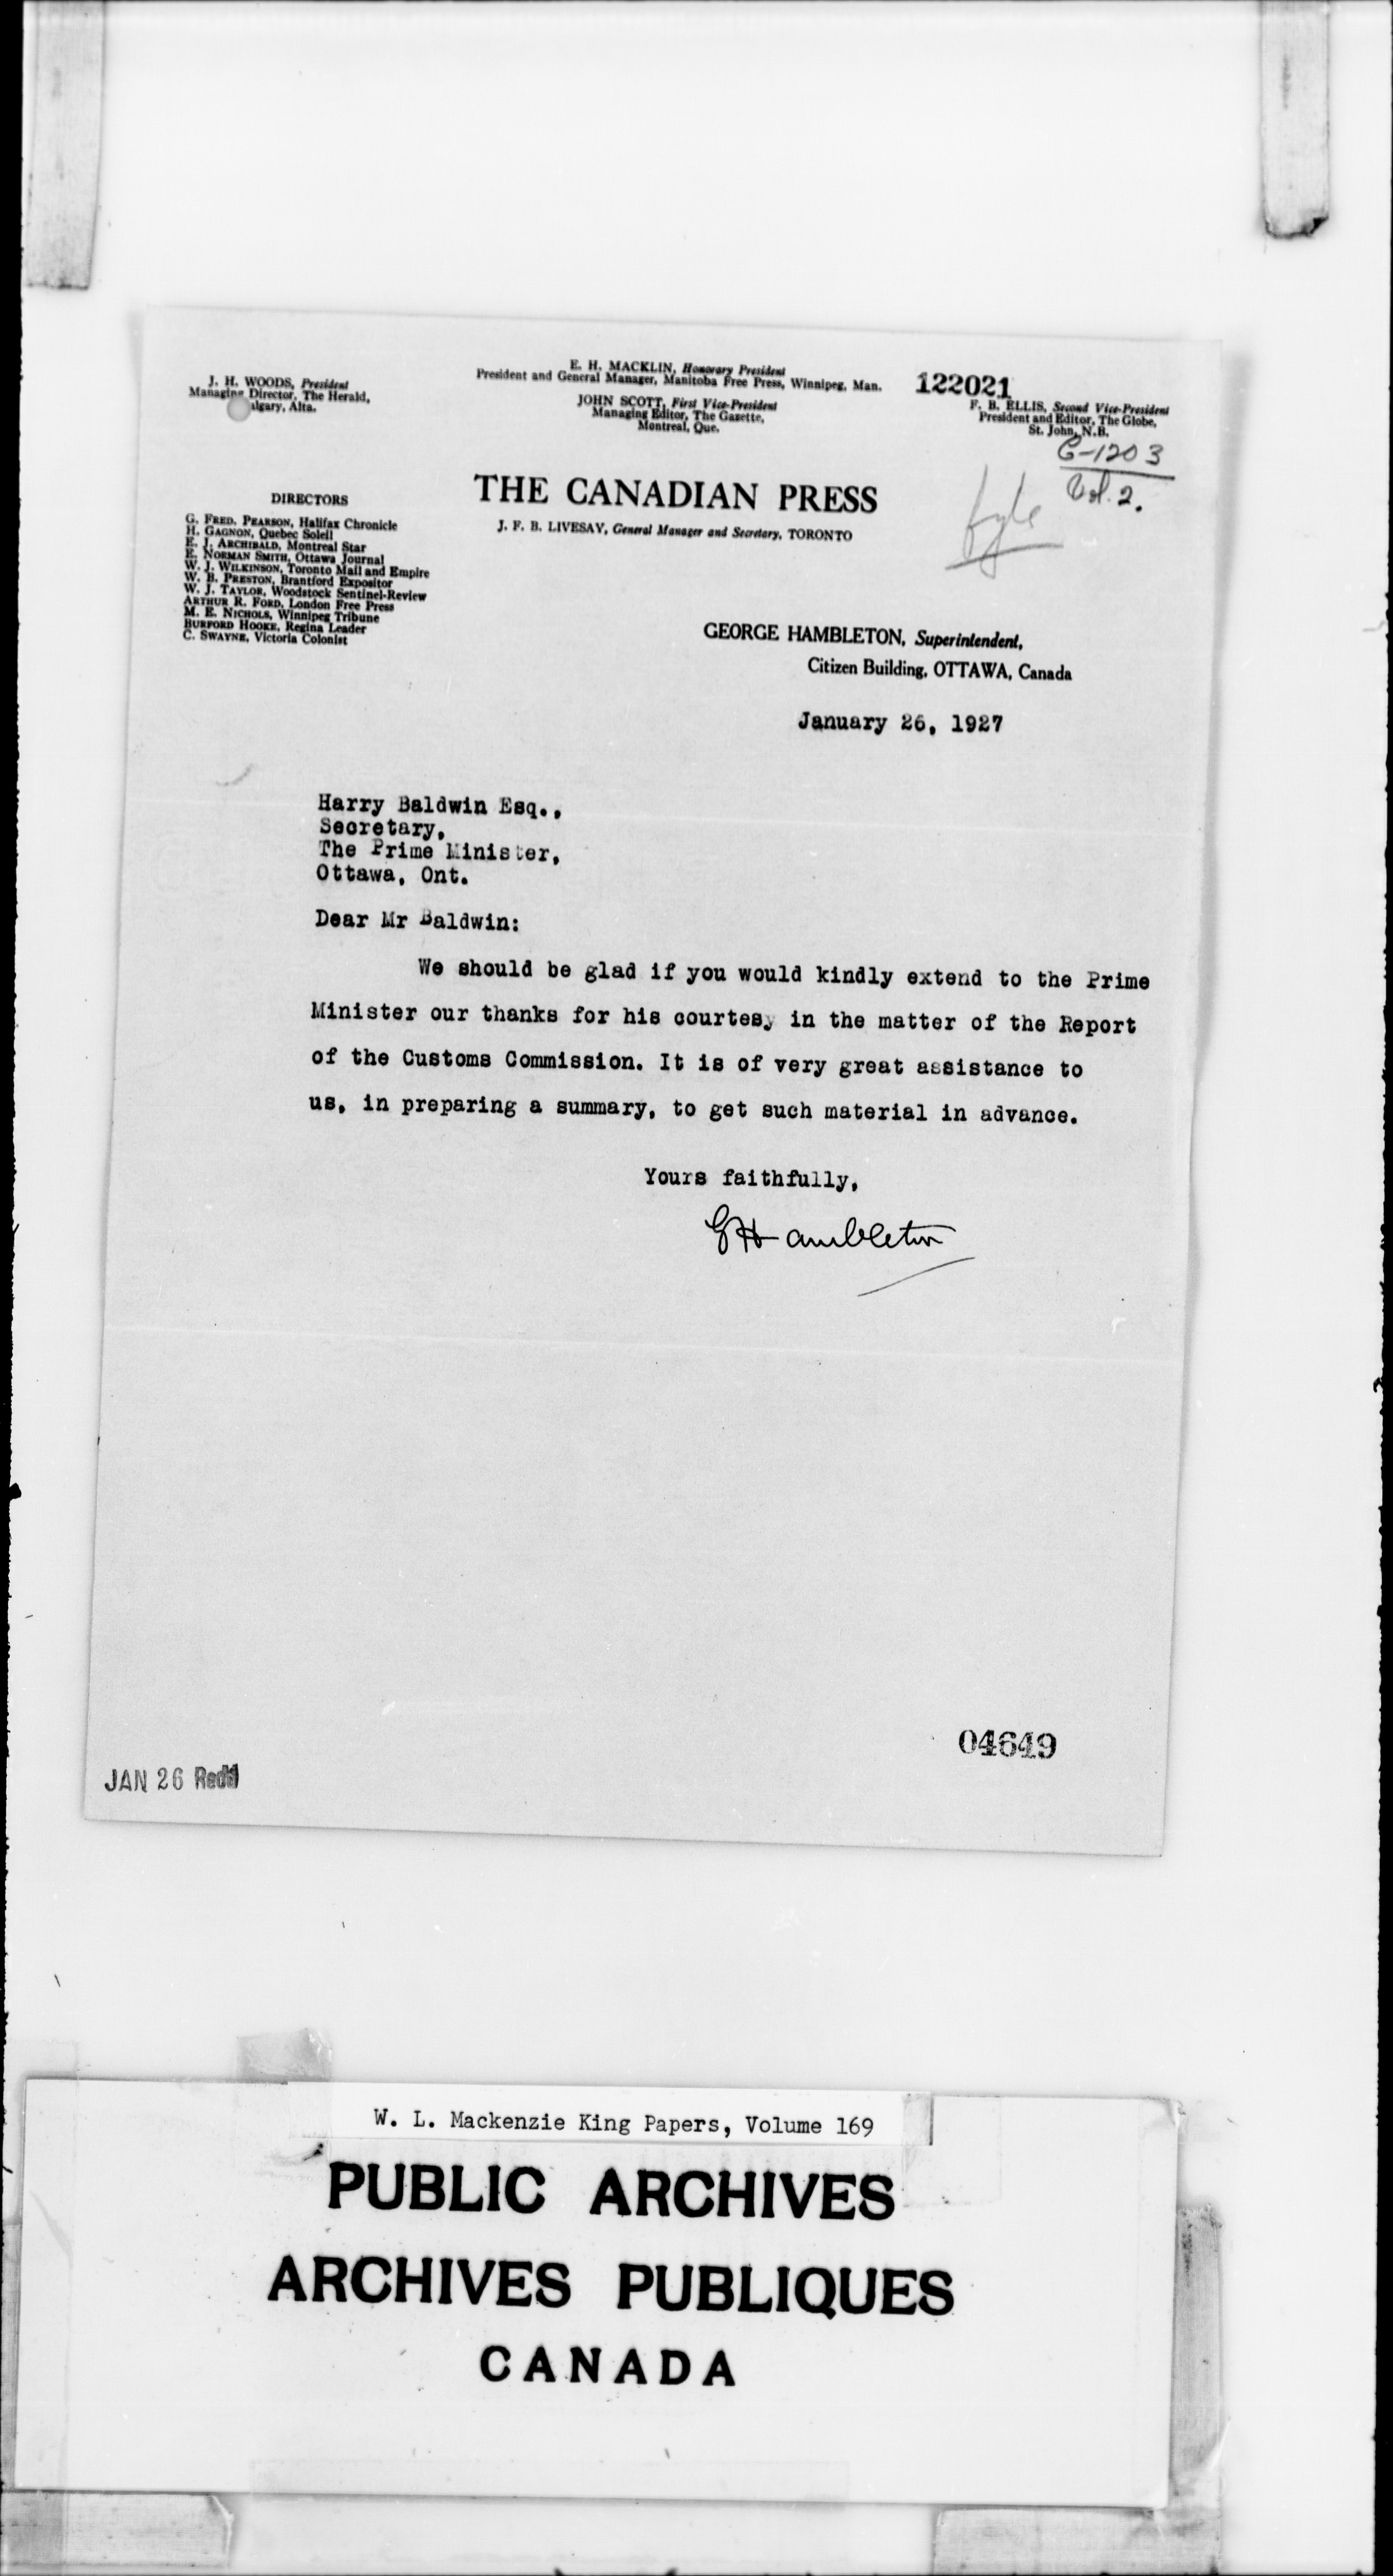 E. H. MACKLIN, Honorary President
President and General Manager, Manitoba Free Press, Winnipeg, Man.
J. H. WOODS, President
Managing Director, The Herald,
algary, Alta.
JOHN SCOTT, First Vice-President
Managing Editor, The Gazette,
Montreal, Que.
122021
F. B. ELLIS, Second Vice-President
President and Editor, The Globe,
St. John, N.B.
C-1203
Vol. 2.
fyle
THE CANADIAN PRESS
J. F. B. LIVESAY, General Manager and Secretary, TORONTO
DIRECTORS
G. FRED. PEARSON, Halifax Chronicle
H. GAGNON, Quebec Soleil
E. J. ARCHIBALD, Montreal Star
E. NORMAN SMITH, Ottawa Journal
W. J. WILKINSON, Toronto Mail and Empire
W. B. PRESTON, Brantford Expositor
W. J. TAYLOR, Woodstock Sentinel-Review
ARTHUR R. FORD, London Free Press
M. E. NICHOLS, Winnipeg Tribune
BURFORD HOOKE, Regina Leader
C. SWAYNE, Victoria Colonist
GEORGE HAMBLETON, Superintendent,
Citizen Building, OTTAWA, Canada
January 26, 1927
Harry Baldwin Esq.,
Secretary,
The Prime Minister,
Ottawa, Ont.
Dear Mr Baldwin:
We should be glad if you would kindly extend to the Prime
Minister our thanks for his courtesy in the matter of the Report
of the Customs Commission. It is of very great assistance to
us, in preparing a summary, to get such material in advance.
Yours faithfully,
GHambleton
04649
JAN 26 Rec'd
W. L. Mackenzie King Papers, Volume 169
PUBLIC ARCHIVES
ARCHIVES PUBLIQUES
CANADA